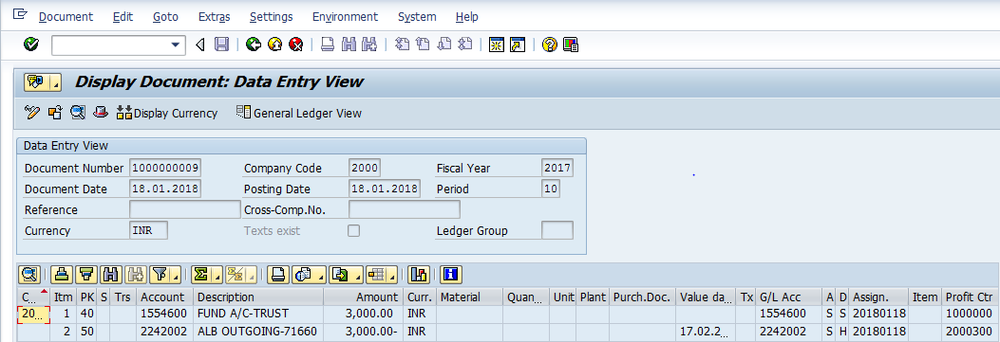 Document Edit Goto Extras Settings Environment System Help
Display Document: Data Entry View
Display Currency General Ledger View
Data Entry View
Document Number 1000000009 Company Code 2000 Fiscal Year 2017
Document Date 18.01.2018 Posting Date 18.01.2018 Period 10
Reference Cross-Comp.No.
Currency INR Texts exist Ledger Group
C... Itm PK S Trs Account Description Amount Curr. Material Quan... Unit Plant Purch.Doc. Value da... Tx G/L Acc A D Assign. Item Profit Ctr
20... 1 40 1554600 FUND A/C-TRUST 3,000.00 INR 1554600 S S 20180118 1000000
2 50 2242002 ALB OUTGOING-71660 3,000.00- INR 17.02.2... 2242002 S H 20180118 2000300